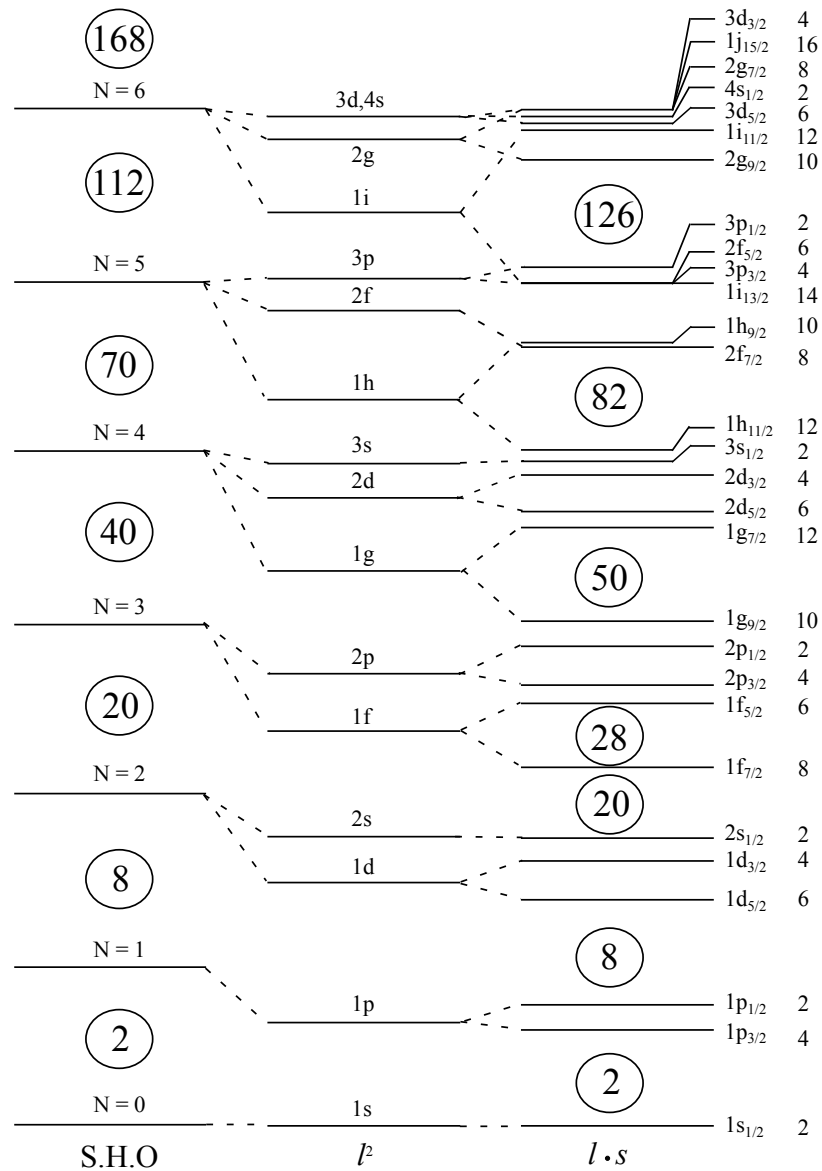 168
N = 6
112
N = 5
70
N = 4
40
N = 3
20
N = 2
8
N = 1
2
N = 0
S.H.O
3d,4s
2g
1i
3p
2f
1h
3s
2d
1g
2p
1f
2s
1d
1p
1s
l²
126
82
50
28
20
8
2
l • s
3d3/2 4
1j15/2 16
2g7/2 8
4s1/2 2
3d5/2 6
1i11/2 12
2g9/2 10
3p1/2 2
2f5/2 6
3p3/2 4
1i13/2 14
1h9/2 10
2f7/2 8
1h11/2 12
3s1/2 2
2d3/2 4
2d5/2 6
1g7/2 12
1g9/2 10
2p1/2 2
2p3/2 4
1f5/2 6
1f7/2 8
2s1/2 2
1d3/2 4
1d5/2 6
1p1/2 2
1p3/2 4
1s1/2 2